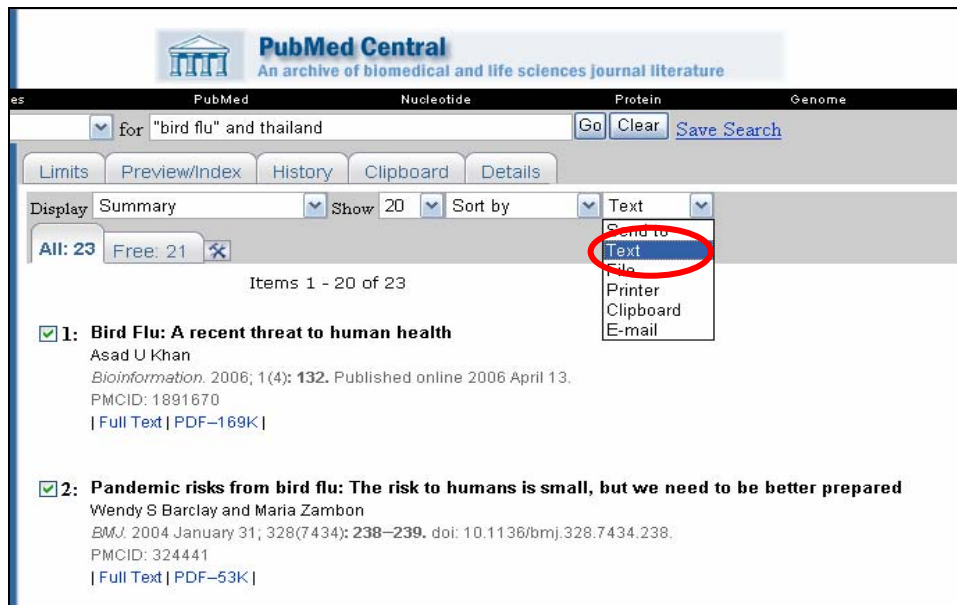 PubMed Central
An archive of biomedical and life sciences journal literature
es PubMed Nucleotide Protein Genome
for "bird flu" and thailand Go Clear Save Search
Limits Preview/Index History Clipboard Details
Display Summary Show 20 Sort by Text
Send to
All: 23 Free: 21 Text
File
Items 1 - 20 of 23 Printer
Clipboard
E-mail
1: Bird Flu: A recent threat to human health
Asad U Khan
Bioinformation. 2006; 1(4): 132. Published online 2006 April 13.
PMCID: 1891670
| Full Text | PDF–169K |
2: Pandemic risks from bird flu: The risk to humans is small, but we need to be better prepared
Wendy S Barclay and Maria Zambon
BMJ. 2004 January 31; 328(7434): 238–239. doi: 10.1136/bmj.328.7434.238.
PMCID: 324441
| Full Text | PDF–53K |